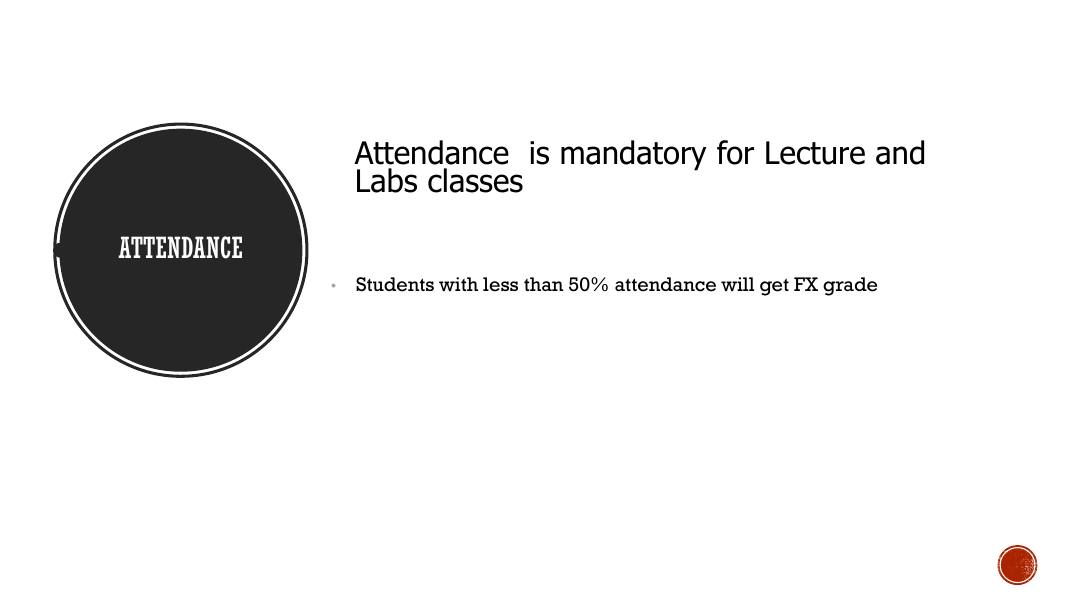 ATTENDANCE
Attendance  is mandatory for Lecture and
Labs classes
• Students with less than 50% attendance will get FX grade